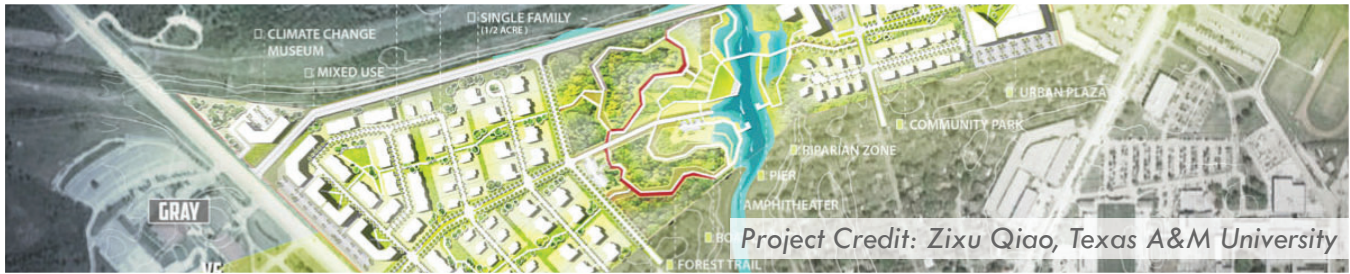 SINGLE FAMILY
(1/2 ACRE)
CLIMATE CHANGE
MUSEUM
MIXED USE
URBAN PLAZA
COMMUNITY PARK
RIPARIAN ZONE
PIER
GRAY
AMPHITHEATER
Project Credit: Zixu Qiao, Texas A&M University
FOREST TRAIL